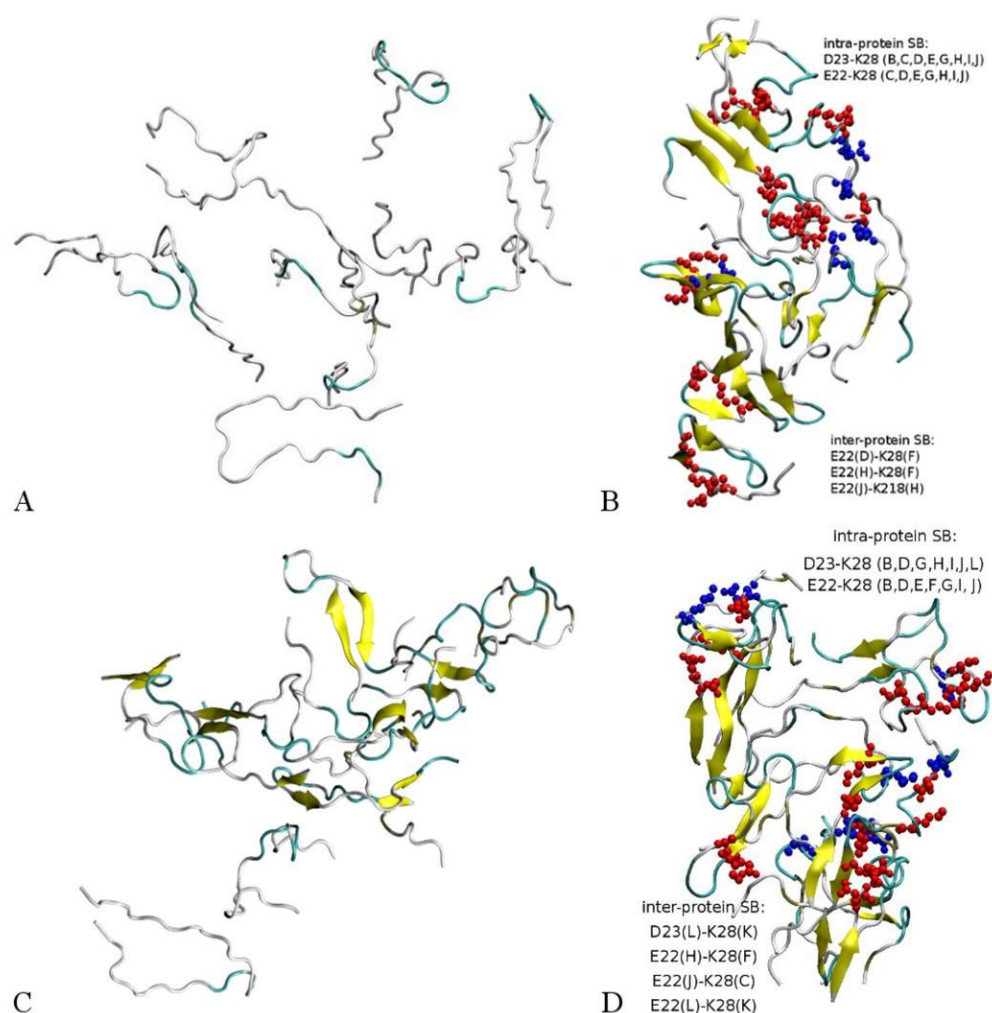 intra-protein SB:
D23-K28 (B,C,D,E,G,H,I,J)
E22-K28 (C,D,E,G,H,I,J)
inter-protein SB:
E22(D)-K28(F)
E22(H)-K28(F)
E22(J)-K218(H)
A
B
Intra-protein SB:
D23-K28 (B,D,G,H,I,J,L)
E22-K28 (B,D,E,F,G,I, J)
inter-protein SB:
D23(L)-K28(K)
E22(H)-K28(F)
E22(J)-K28(C)
E22(L)-K28(K)
C
D